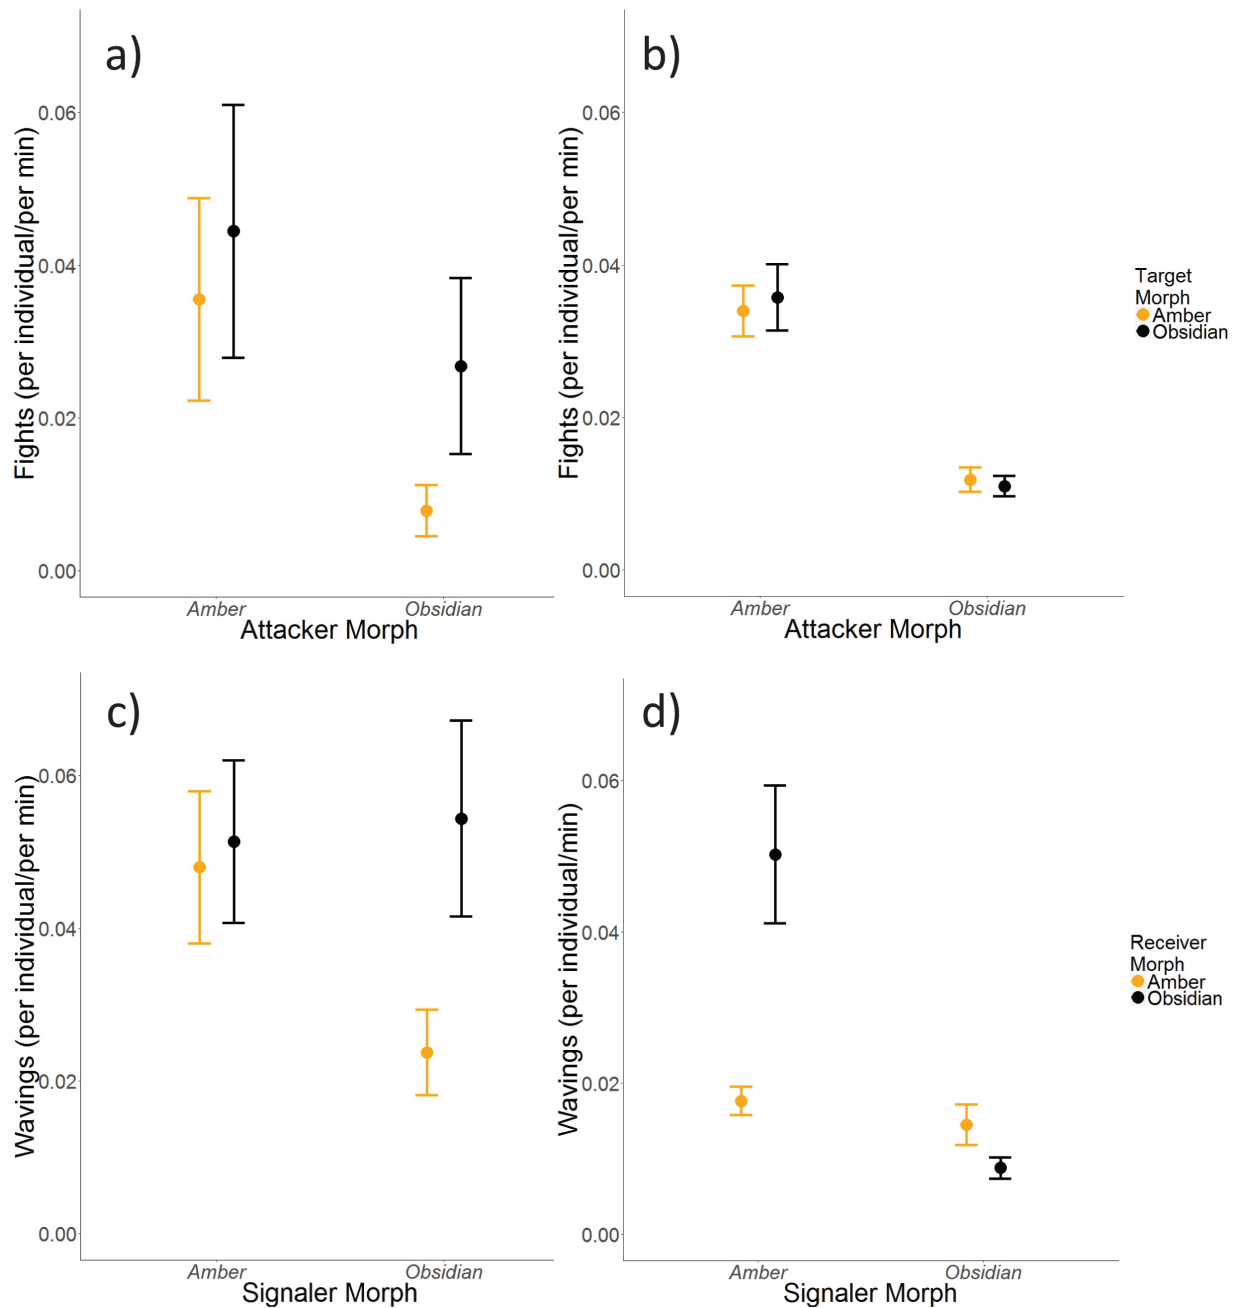 a)
Fights (per individual/per min)
0.06
0.04
0.02
0.00
Amber
Obsidian
Attacker Morph
b)
Fights (per individual/per min)
0.06
0.04
0.02
0.00
Amber
Obsidian
Attacker Morph
Target
Morph
Amber
Obsidian
c)
Wavings (per individual/per min)
0.06
0.04
0.02
0.00
Amber
Obsidian
Signaler Morph
d)
Wavings (per individual/min)
0.06
0.04
0.02
0.00
Amber
Obsidian
Signaler Morph
Receiver
Morph
Amber
Obsidian